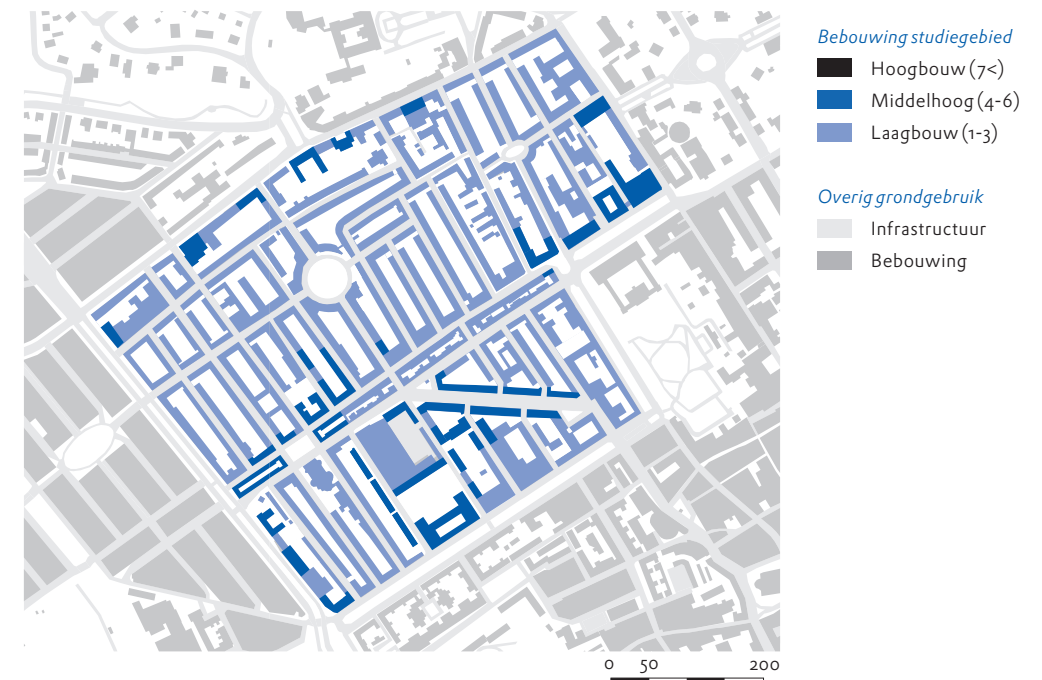 Bebouwing studiegebied
Hoogbouw (7<)
Middelhoog (4-6)
Laagbouw (1-3)
Overig grondgebruik
Infrastructuur
Bebouwing
0 50 200